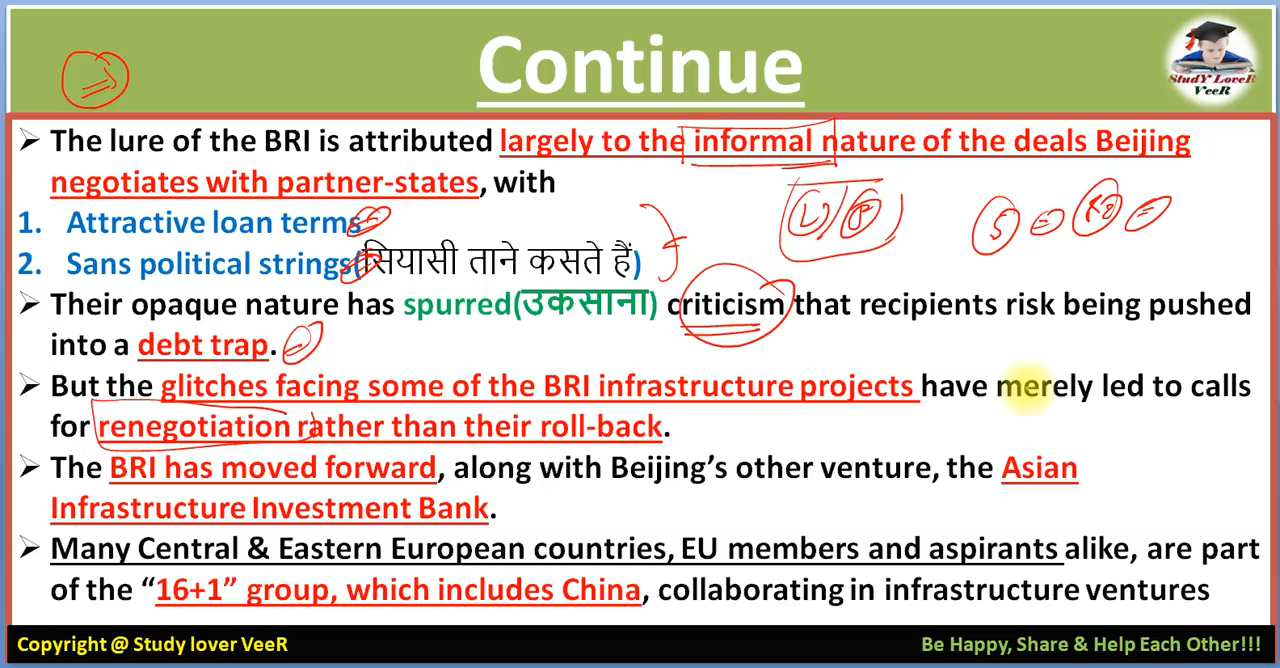 Continue
StudY LoveR
VeeR
➢ The lure of the BRI is attributed largely to the informal nature of the deals Beijing
negotiates with partner-states, with
1. Attractive loan terms
2. Sans political strings(सियासी ताने कसते हैं)
➢ Their opaque nature has spurred(उकसाना) criticism that recipients risk being pushed
into a debt trap.
➢ But the glitches facing some of the BRI infrastructure projects have merely led to calls
for renegotiation rather than their roll-back.
➢ The BRI has moved forward, along with Beijing’s other venture, the Asian
Infrastructure Investment Bank.
➢ Many Central & Eastern European countries, EU members and aspirants alike, are part
of the “16+1” group, which includes China, collaborating in infrastructure ventures
Copyright @ Study lover VeeR
Be Happy, Share & Help Each Other!!!